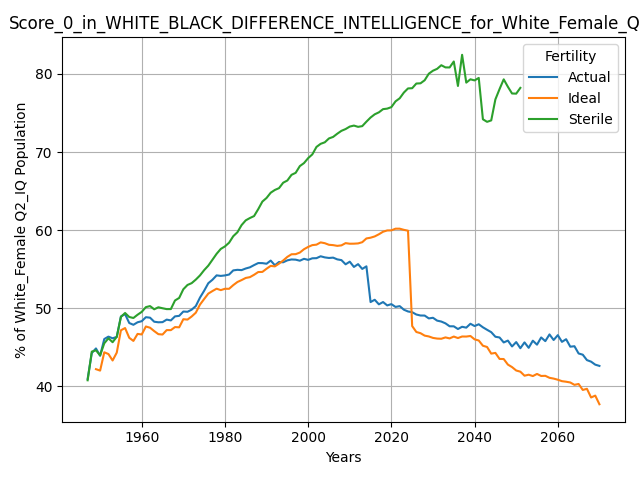 Score_0_in_WHITE_BLACK_DIFFERENCE_INTELLIGENCE_for_White_Female_Q
Fertility
Actual
Ideal
Sterile
% of White_Female Q2_IQ Population
80
70
60
50
40
1960
1980
2000
2020
2040
2060
Years